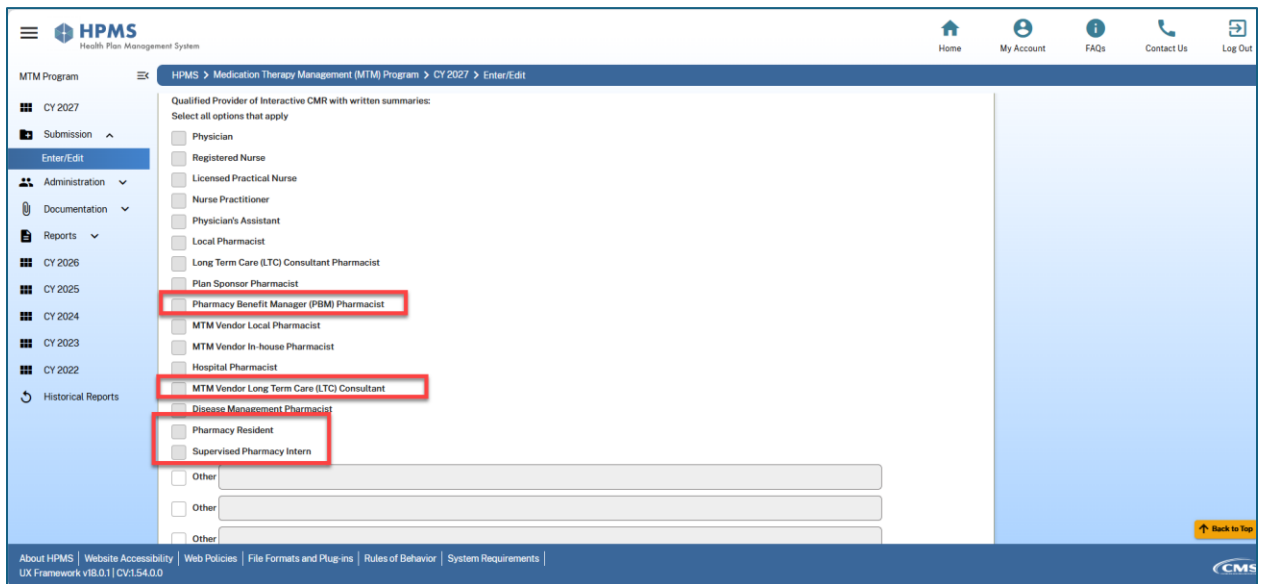 HPMS
Health Plan Management System
Home
My Account
FAQs
Contact Us
Log Out
MTM Program
HPMS > Medication Therapy Management (MTM) Program > CY 2027 > Enter/Edit
CY 2027
Submission
Enter/Edit
Administration
Documentation
Reports
CY 2026
CY 2025
CY 2024
CY 2023
CY 2022
Historical Reports
Qualified Provider of Interactive CMR with written summaries:
Select all options that apply
Physician
Registered Nurse
Licensed Practical Nurse
Nurse Practitioner
Physician's Assistant
Local Pharmacist
Long Term Care (LTC) Consultant Pharmacist
Plan Sponsor Pharmacist
Pharmacy Benefit Manager (PBM) Pharmacist
MTM Vendor Local Pharmacist
MTM Vendor In-house Pharmacist
Hospital Pharmacist
MTM Vendor Long Term Care (LTC) Consultant
Disease Management Pharmacist
Pharmacy Resident
Supervised Pharmacy Intern
Other
Other
Other
Back to Top
About HPMS | Website Accessibility | Web Policies | File Formats and Plug-ins | Rules of Behavior | System Requirements |
UX Framework v18.0.1 | CV:1.54.0.0
CMS